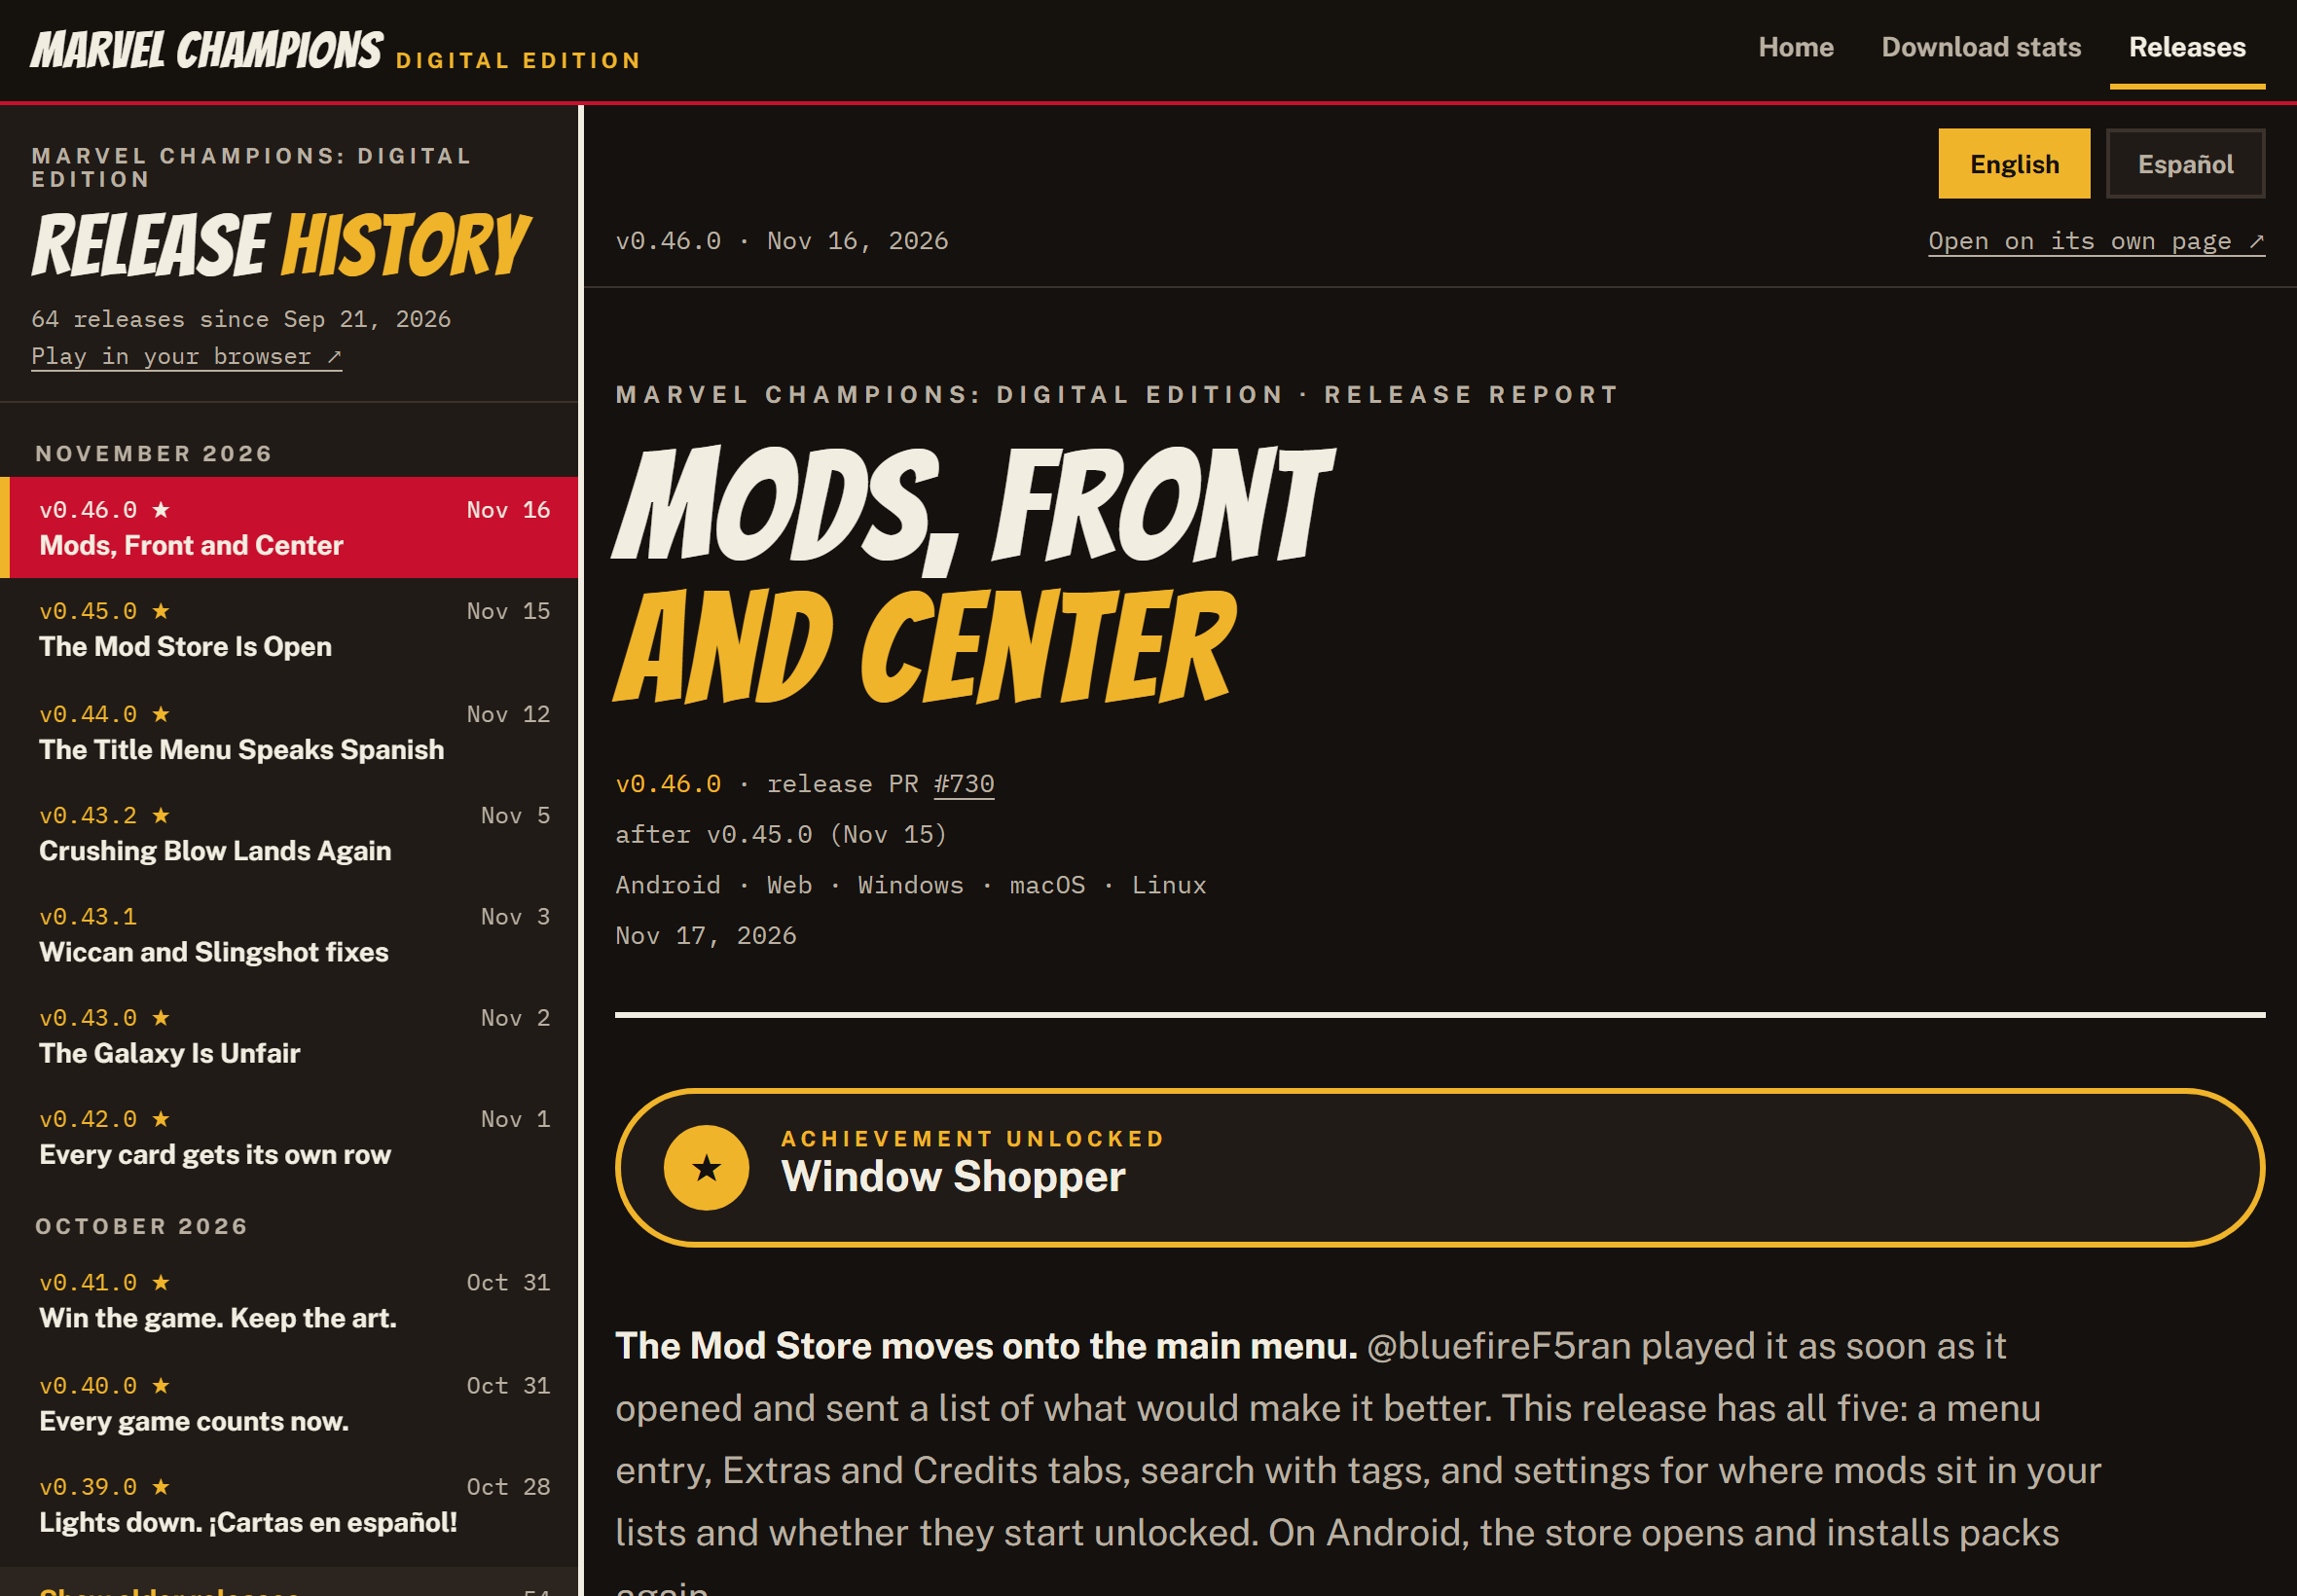 MARVEL CHAMPIONS DIGITAL EDITION
Home
Download stats
Releases
MARVEL CHAMPIONS: DIGITAL
EDITION
RELEASE HISTORY
64 releases since Sep 21, 2026
Play in your browser ↗
NOVEMBER 2026
v0.46.0 ★ Nov 16
Mods, Front and Center
v0.45.0 ★ Nov 15
The Mod Store Is Open
v0.44.0 ★ Nov 12
The Title Menu Speaks Spanish
v0.43.2 ★ Nov 5
Crushing Blow Lands Again
v0.43.1 Nov 3
Wiccan and Slingshot fixes
v0.43.0 ★ Nov 2
The Galaxy Is Unfair
v0.42.0 ★ Nov 1
Every card gets its own row
OCTOBER 2026
v0.41.0 ★ Oct 31
Win the game. Keep the art.
v0.40.0 ★ Oct 31
Every game counts now.
v0.39.0 ★ Oct 28
Lights down. ¡Cartas en español!
Show older releases 54
English
Español
v0.46.0 · Nov 16, 2026
Open on its own page ↗
MARVEL CHAMPIONS: DIGITAL EDITION · RELEASE REPORT
MODS, FRONT
AND CENTER
v0.46.0 · release PR #730
after v0.45.0 (Nov 15)
Android · Web · Windows · macOS · Linux
Nov 17, 2026
ACHIEVEMENT UNLOCKED
Window Shopper
The Mod Store moves onto the main menu. @bluefireF5ran played it as soon as it
opened and sent a list of what would make it better. This release has all five: a menu
entry, Extras and Credits tabs, search with tags, and settings for where mods sit in your
lists and whether they start unlocked. On Android, the store opens and installs packs
again.